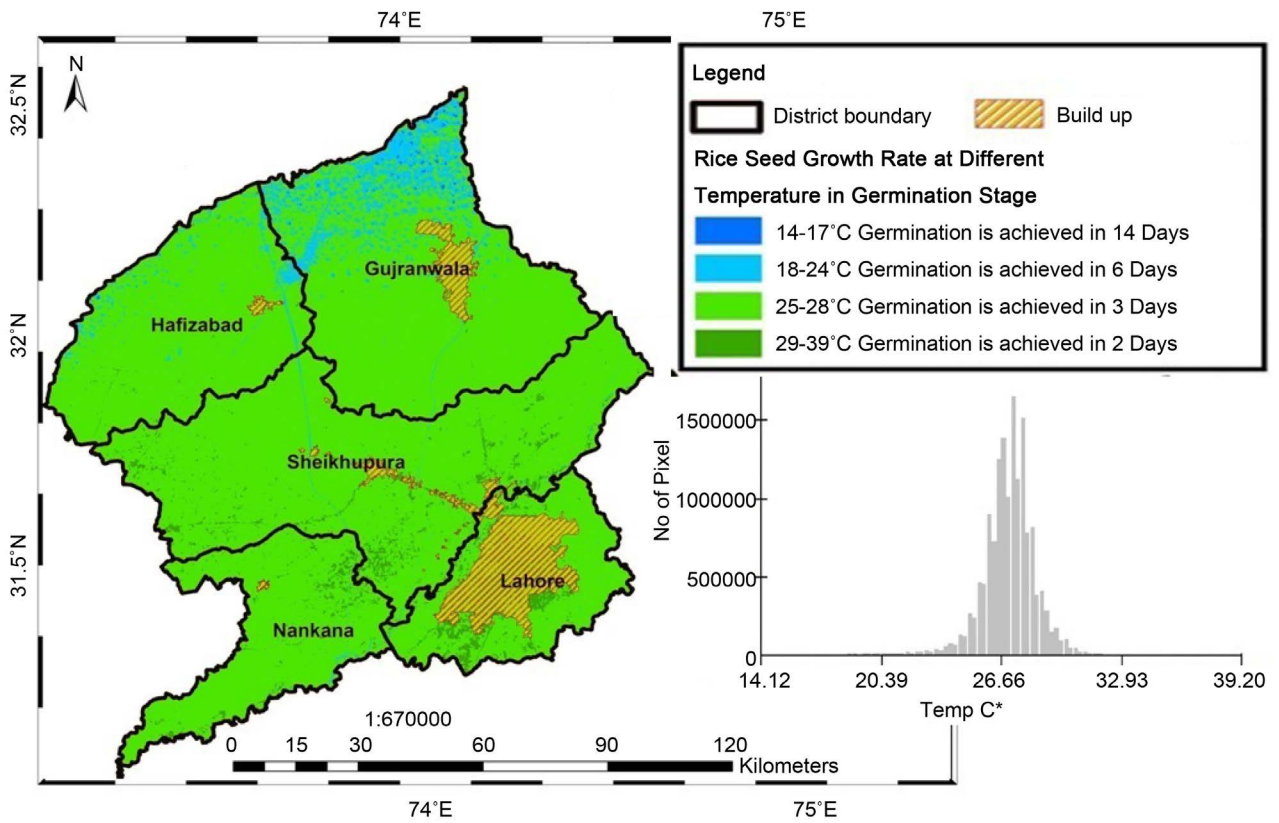 74˚E
75˚E
N
32.5˚N
32˚N
31.5˚N
Gujranwala
Hafizabad
Sheikhupura
Lahore
Nankana
Legend
District boundary
Build up
Rice Seed Growth Rate at Different
Temperature in Germination Stage
14-17˚C Germination is achieved in 14 Days
18-24˚C Germination is achieved in 6 Days
25-28˚C Germination is achieved in 3 Days
29-39˚C Germination is achieved in 2 Days
No of Pixel
1500000
1000000
500000
0
14.12 20.39 26.66 32.93 39.20
Temp C*
1:670000
0 15 30 60 90 120
Kilometers
74˚E
75˚E